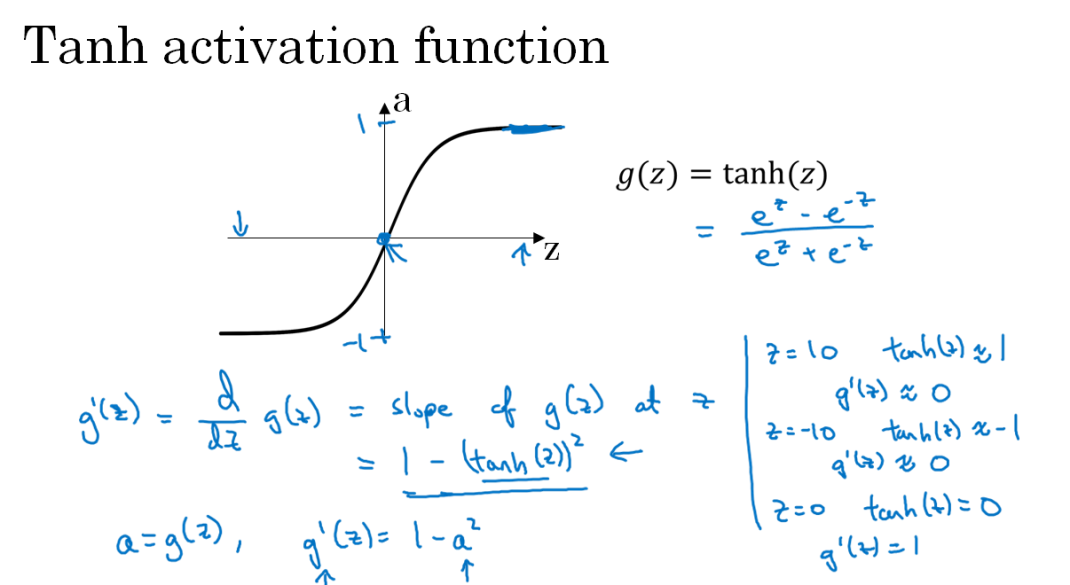 Tanh activation function
a
1
z
-1
g(z) = tanh(z)
= (e^z - e^-z) / (e^z + e^-z)
g'(z) = d/dz g(z) = slope of g(z) at z
= 1 - (tanh(z))² ←
a = g(z), g'(z) = 1 - a²
z = 10 tanh(z) ≈ 1
g'(z) ≈ 0
z = -10 tanh(z) ≈ -1
g'(z) ≈ 0
z = 0 tanh(z) = 0
g'(z) = 1